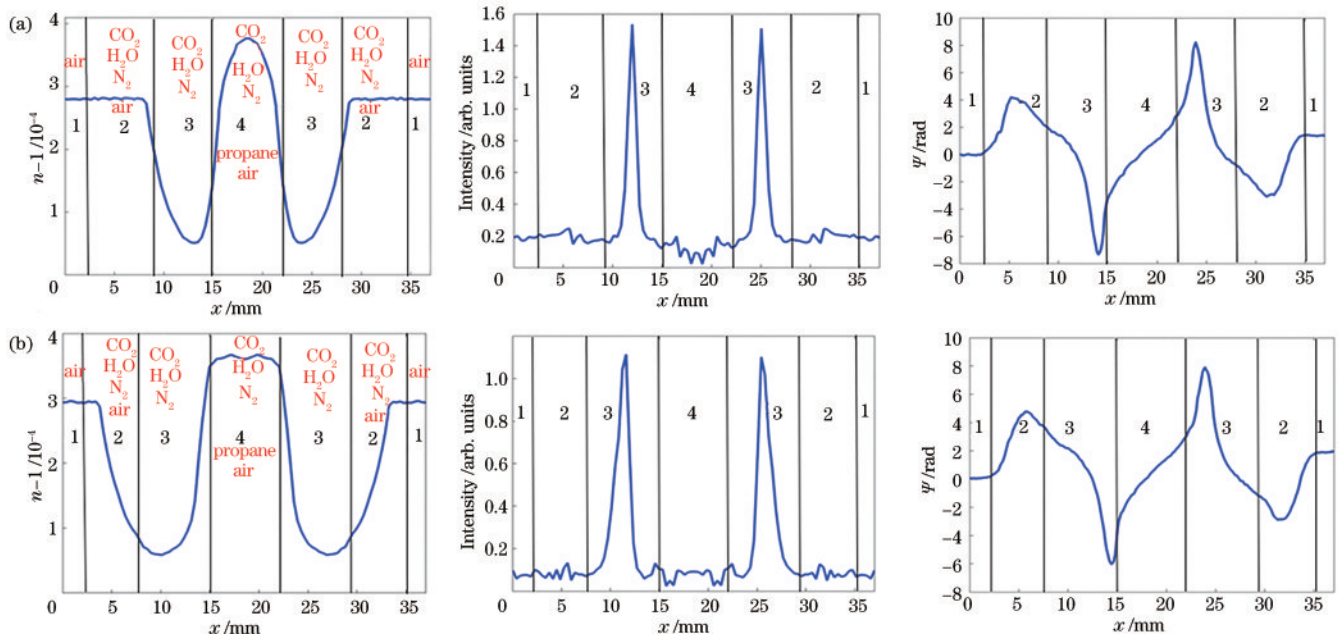 (a)
4
3
2
1
n−1 /10⁻⁴
air
CO₂
H₂O
N₂
air
CO₂
H₂O
N₂
CO₂
H₂O
N₂
CO₂
H₂O
N₂
CO₂
H₂O
N₂
air
air
1 2 3 4 3 2 1
propane
air
0 5 10 15 20 25 30 35
x /mm
1.6
1.4
1.2
1.0
0.8
0.6
0.4
0.2
Intensity /arb. units
1 2 3 4 3 2 1
0 5 10 15 20 25 30 35
x /mm
10
8
6
4
2
0
−2
−4
−6
−8
Ψ /rad
1 2 3 4 3 2 1
0 5 10 15 20 25 30 35
x /mm
(b)
4
3
2
1
n−1 /10⁻⁴
air
CO₂
H₂O
N₂
air
CO₂
H₂O
N₂
CO₂
H₂O
N₂
CO₂
H₂O
N₂
CO₂
H₂O
N₂
air
air
1 2 3 4 3 2 1
propane
air
0 5 10 15 20 25 30 35
x /mm
1.0
0.8
0.6
0.4
0.2
Intensity /arb. units
1 2 3 4 3 2 1
0 5 10 15 20 25 30 35
x /mm
10
8
6
4
2
0
−2
−4
−6
−8
Ψ /rad
1 2 3 4 3 2 1
0 5 10 15 20 25 30 35
x /mm